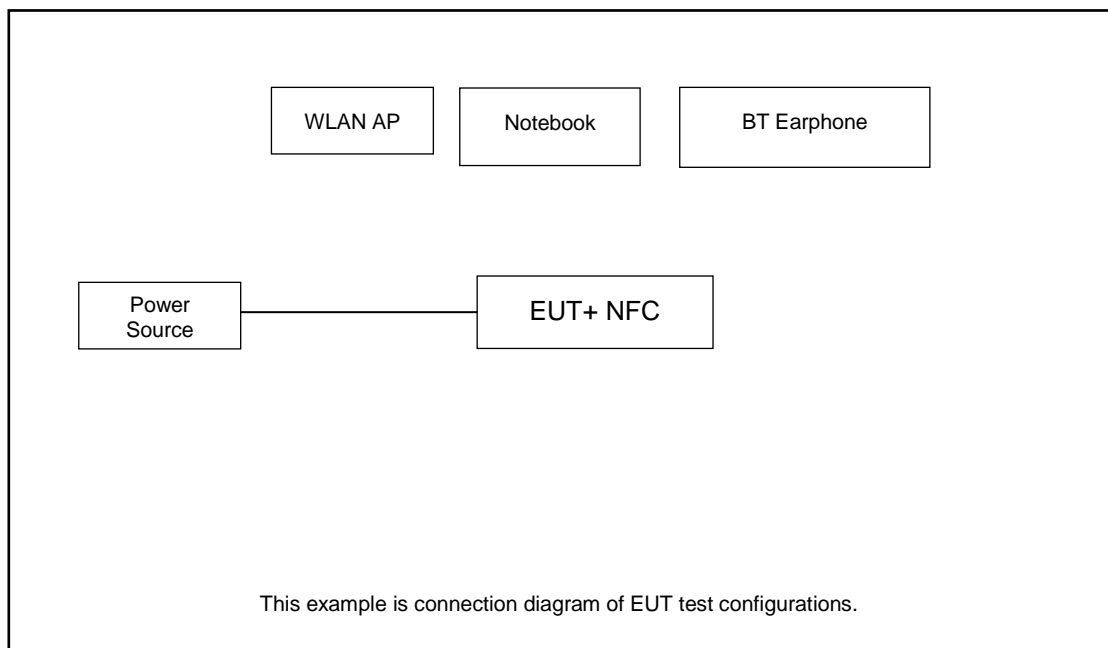 WLAN AP
Notebook
BT Earphone
Power
Source
EUT+ NFC
This example is connection diagram of EUT test configurations.